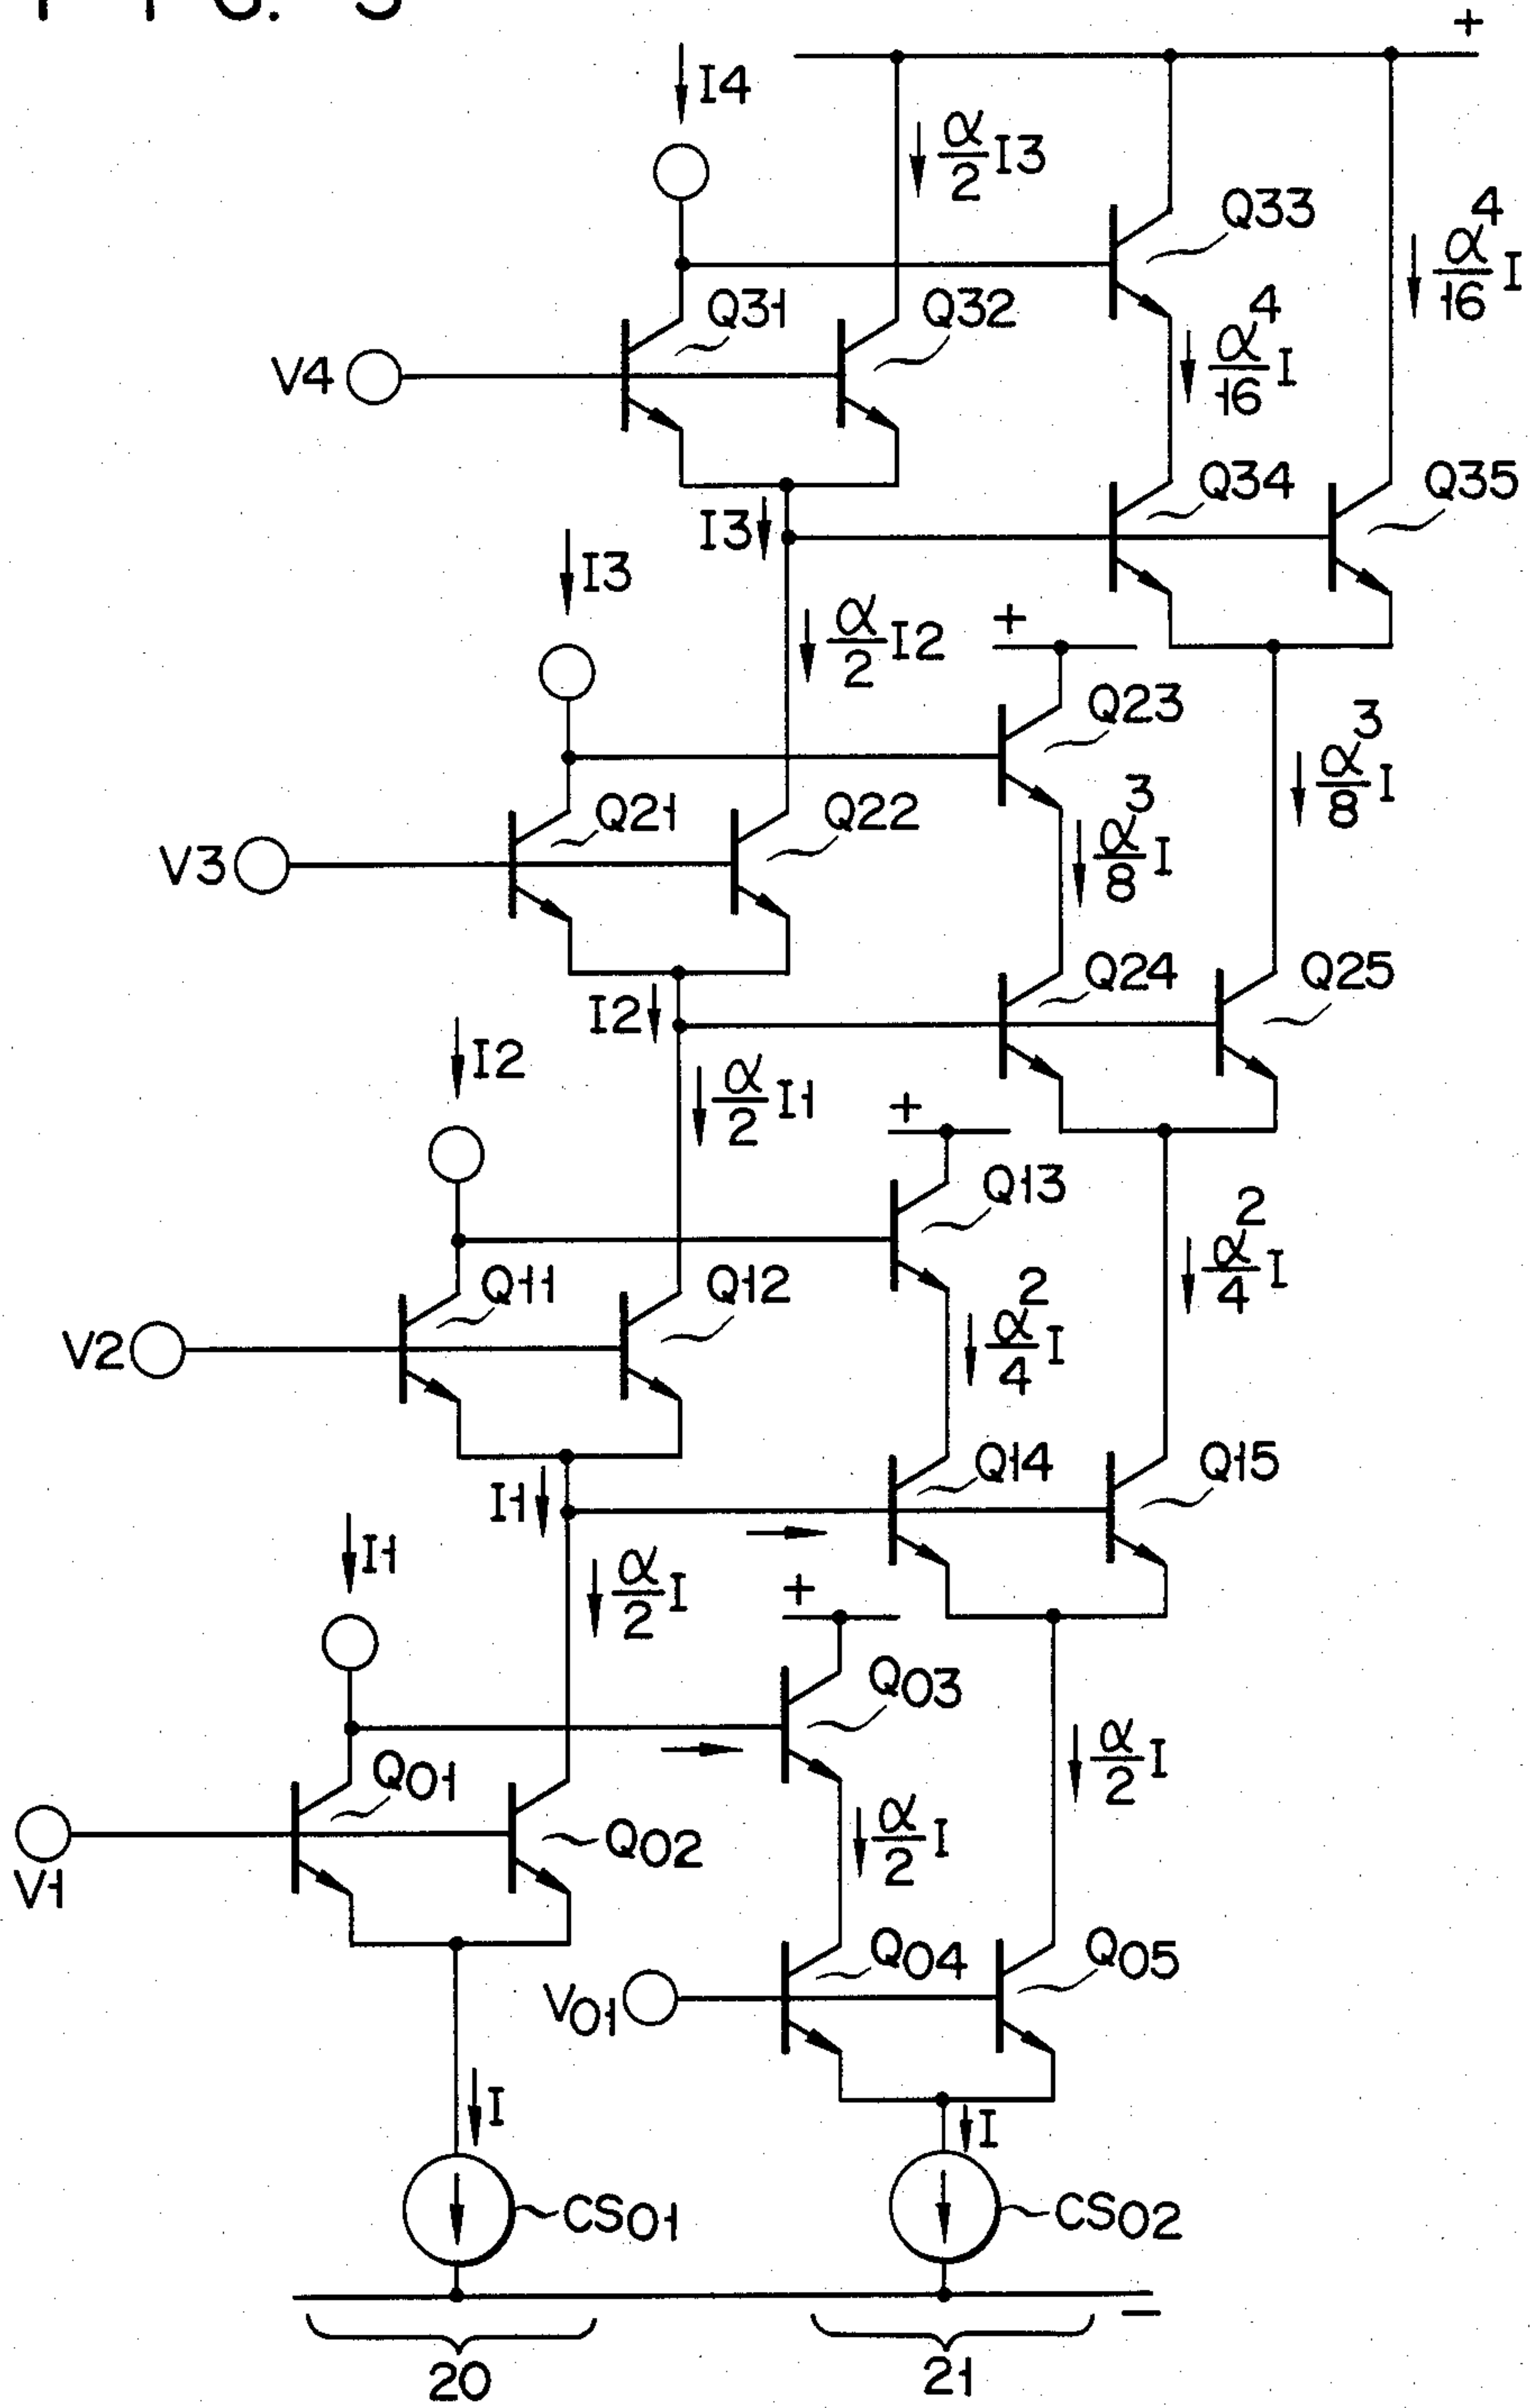 FIG. 5
+
I4
α/2 I3
Q33
α⁴/16 I
Q31
Q32
α⁴/16 I
V4
Q34
Q35
I3
I3
α/2 I2
+
Q23
α³/8 I
Q21
Q22
α³/8 I
V3
Q24
Q25
I2
I2
α/2 I1
+
Q13
α²/4 I
Q11
Q12
α²/4 I
V2
Q14
Q15
I1
I1
α/2 I
+
Q03
α/2 I
Q01
Q02
α/2 I
V1
Q04
Q05
V01
I
I
CS01
CS02
−
20
21